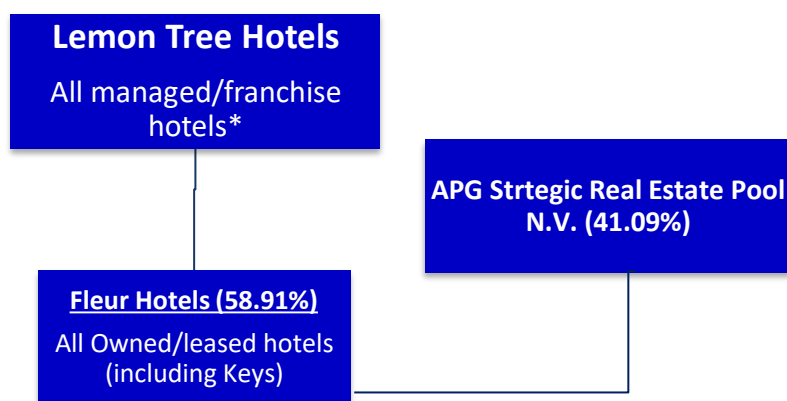 Lemon Tree Hotels
All managed/franchise
hotels*
APG Strtegic Real Estate Pool
N.V. (41.09%)
Fleur Hotels (58.91%)
All Owned/leased hotels
(including Keys)